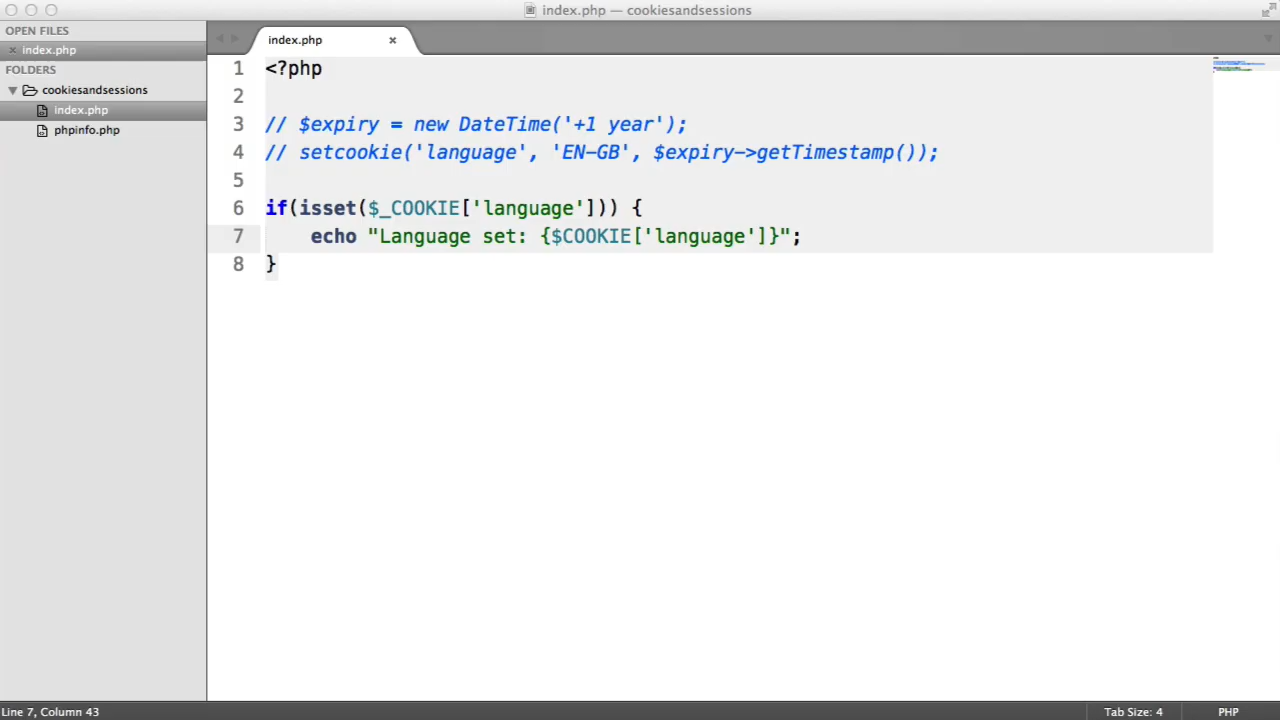 index.php — cookiesandsessions
OPEN FILES
index.php
FOLDERS
cookiesandsessions
index.php
phpinfo.php
index.php
1 <?php
2
3 // $expiry = new DateTime('+1 year');
4 // setcookie('language', 'EN-GB', $expiry->getTimestamp());
5
6 if(isset($_COOKIE['language'])) {
7 echo "Language set: {$COOKIE['language']}";
8 }
Line 7, Column 43
Tab Size: 4
PHP